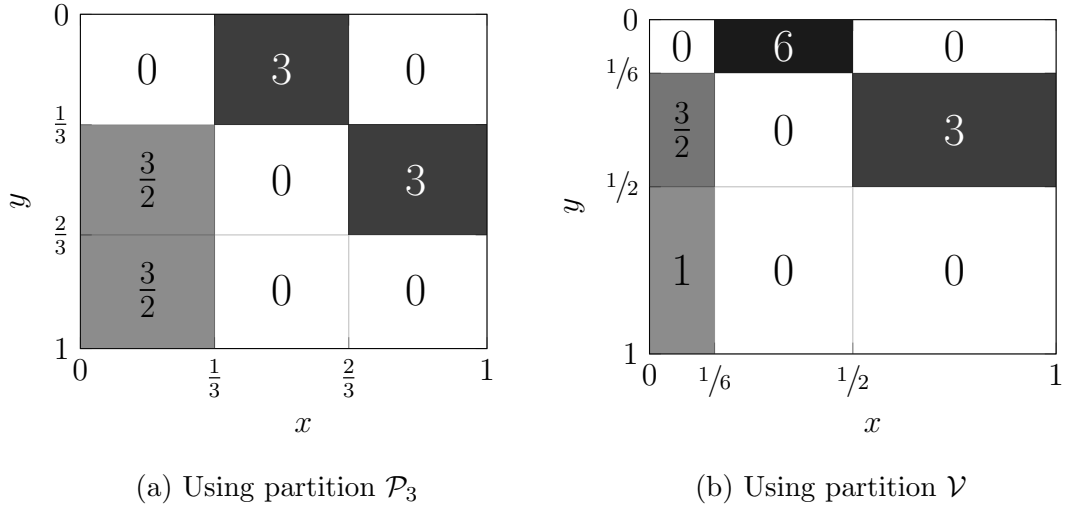 0
0 3 0
1/3
3/2 0 3
y
2/3
3/2 0 0
1
0 1/3 2/3 1
x
(a) Using partition 𝒫₃
0
0 6 0
1/6
3/2 0 3
1/2
y
1 0 0
1
0 1/6 1/2 1
x
(b) Using partition 𝒱